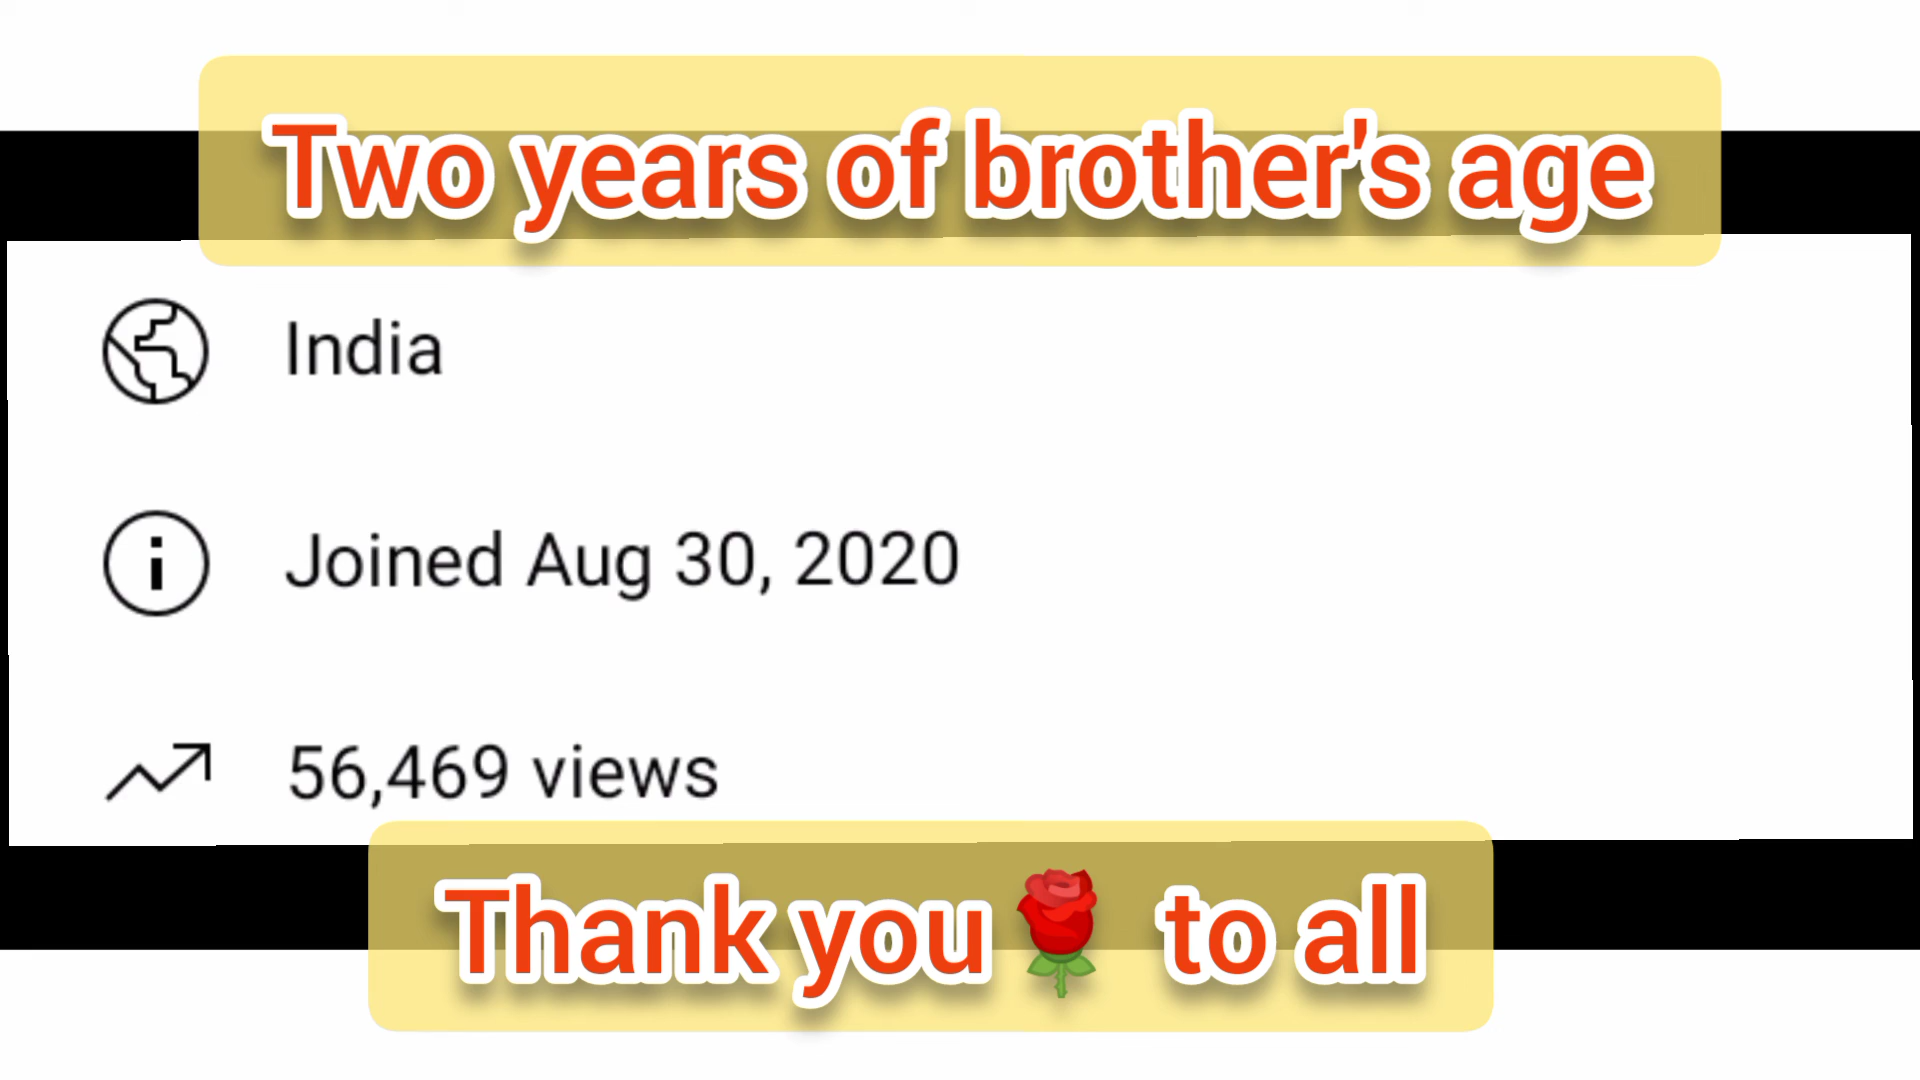 Two years of brother's age
India
Joined Aug 30, 2020
56,469 views
Thank you🌹 to all